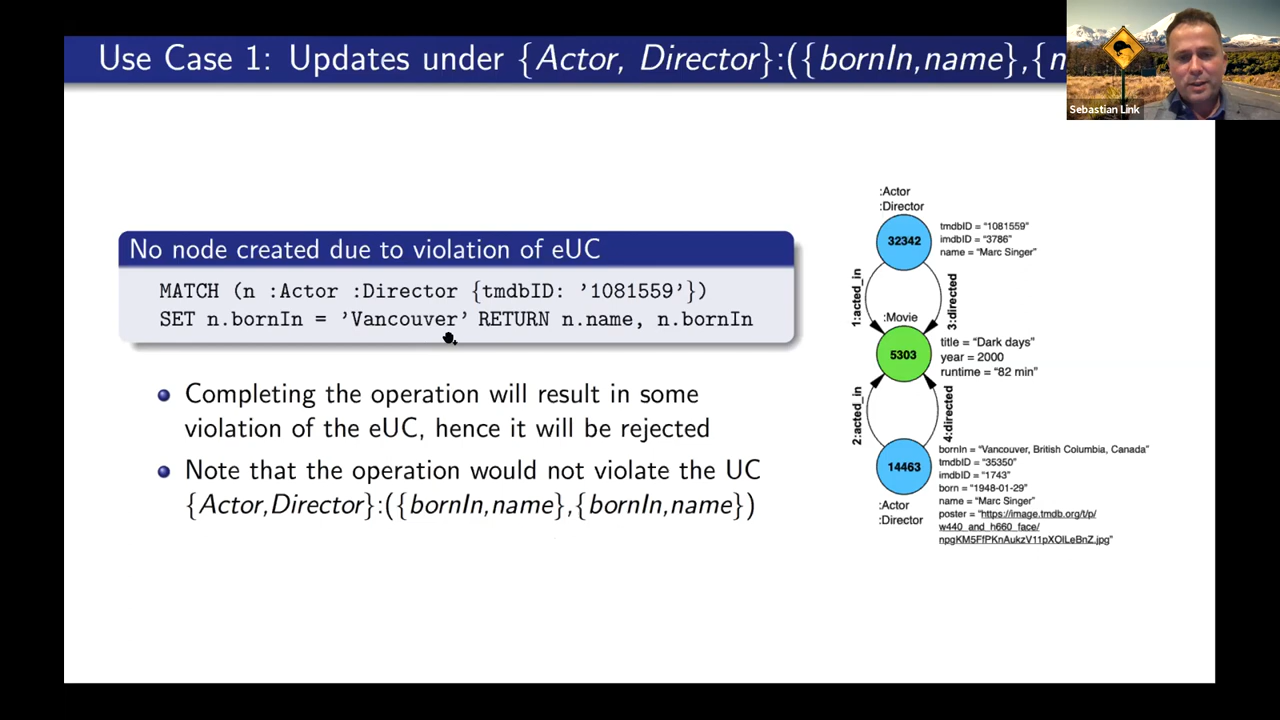 Use Case 1: Updates under {Actor, Director}:({bornIn,name},{n
Sebastian Link
No node created due to violation of eUC
MATCH (n :Actor :Director {tmdbID: '1081559'})
SET n.bornIn = 'Vancouver' RETURN n.name, n.bornIn
Completing the operation will result in some
violation of the eUC, hence it will be rejected
Note that the operation would not violate the UC
{Actor,Director}:({bornIn,name},{bornIn,name})
:Actor
:Director
32342
tmdbID = "1081559"
imdbID = "3786"
name = "Marc Singer"
1:acted_in
3:directed
:Movie
5303
title = "Dark days"
year = 2000
runtime = "82 min"
2:acted_in
4:directed
14463
bornIn = "Vancouver, British Columbia, Canada"
tmdbID = "35350"
imdbID = "1743"
born = "1948-01-29"
name = "Marc Singer"
poster = "https://image.tmdb.org/t/p/
w440_and_h660_face/
npgKM5FfPKnAukzV11pXOlLeBnZ.jpg"
:Actor
:Director